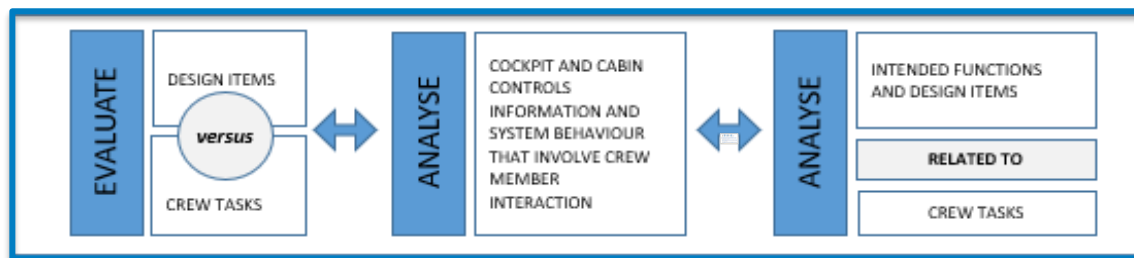 EVALUATE
DESIGN ITEMS
versus
CREW TASKS
ANALYSE
COCKPIT AND CABIN
CONTROLS
INFORMATION AND
SYSTEM BEHAVIOUR
THAT INVOLVE CREW
MEMBER
INTERACTION
ANALYSE
INTENDED FUNCTIONS
AND DESIGN ITEMS
RELATED TO
CREW TASKS